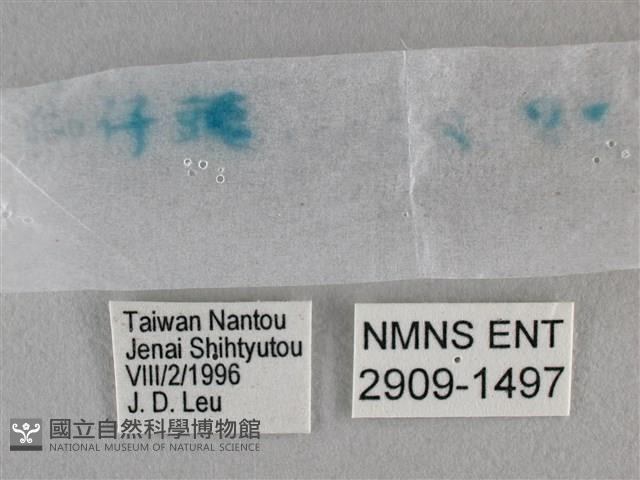 仔
Taiwan Nantou
Jenai Shihtyutou
VIII/2/1996
J. D. Leu
NMNS ENT
2909-1497
國立自然科學博物館
NATIONAL MUSEUM OF NATURAL SCIENCE